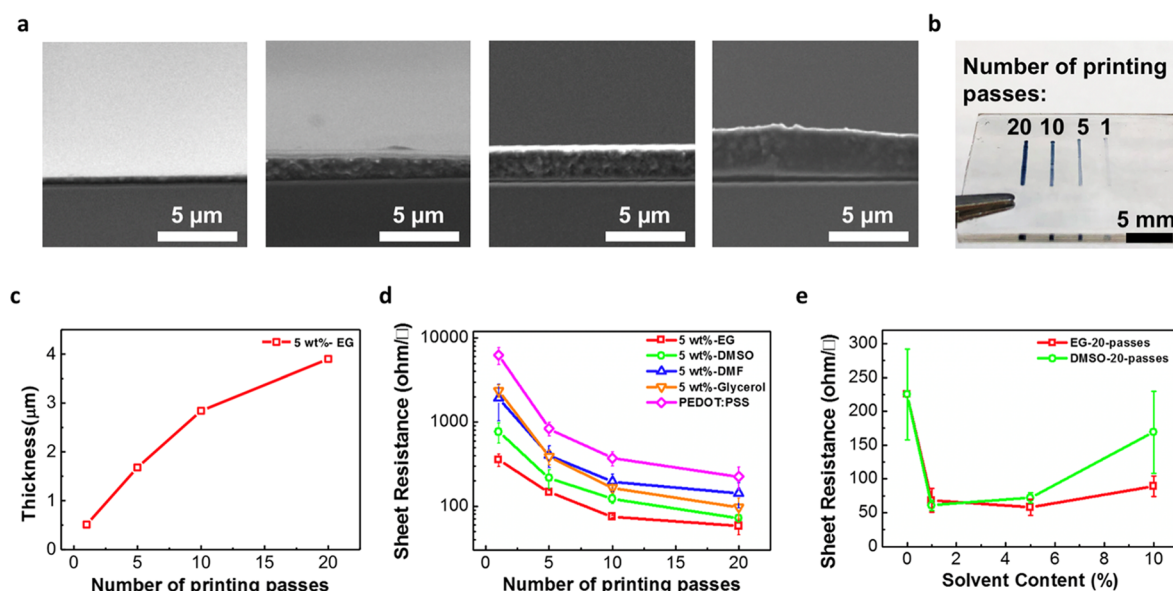 a
5 μm
5 μm
5 μm
5 μm
b
Number of printing
passes:
20 10 5 1
5 mm
c
Thickness(μm)
4
3
2
1
0
5 wt%- EG
0 5 10 15 20
Number of printing passes
d
Sheet Resistance (ohm/□)
10000
1000
100
5 wt%-EG
5 wt%-DMSO
5 wt%-DMF
5 wt%-Glycerol
PEDOT:PSS
0 5 10 15 20
Number of printing passes
e
Sheet Resistance (ohm/□)
300
250
200
150
100
50
0
EG-20-passes
DMSO-20-passes
0 2 4 6 8 10
Solvent Content (%)